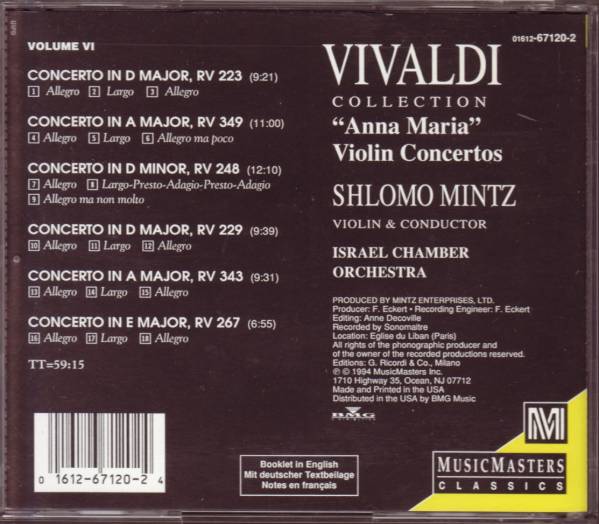 VOLUME VI
CONCERTO IN D MAJOR, RV 223 (9:21)
1 Allegro 2 Largo 3 Allegro
CONCERTO IN A MAJOR, RV 349 (11:00)
4 Allegro 5 Largo 6 Allegro ma poco
CONCERTO IN D MINOR, RV 248 (12:10)
7 Allegro 8 Largo-Presto-Adagio-Presto-Adagio
9 Allegro ma non molto
CONCERTO IN D MAJOR, RV 229 (9:39)
10 Allegro 11 Largo 12 Allegro
CONCERTO IN A MAJOR, RV 343 (9:31)
13 Allegro 14 Largo 15 Allegro
CONCERTO IN E MAJOR, RV 267 (6:55)
16 Allegro 17 Largo 18 Allegro
TT=59:15
0 1612-67120-2 4
01612-67120-2
VIVALDI
COLLECTION
“Anna Maria”
Violin Concertos
SHLOMO MINTZ
VIOLIN & CONDUCTOR
ISRAEL CHAMBER
ORCHESTRA
PRODUCED BY MINTZ ENTERPRISES, LTD.
Producer: F. Eckert • Recording Engineer: F. Eckert
Editing: Anne Decoville
Recorded by Sonomaitre
Location: Eglise du Liban (Paris)
All rights of the phonographic producer and
of the owner of the recorded productions reserved.
Editions: G. Ricordi & Co., Milano
℗ © 1994 MusicMasters Inc.
1710 Highway 35, Ocean, NJ 07712
Made and Printed in the USA
Distributed in the USA by BMG Music
BMG
Booklet in English
Mit deutscher Textbeilage
Notes en français
MM
MUSICMASTERS
CLASSICS